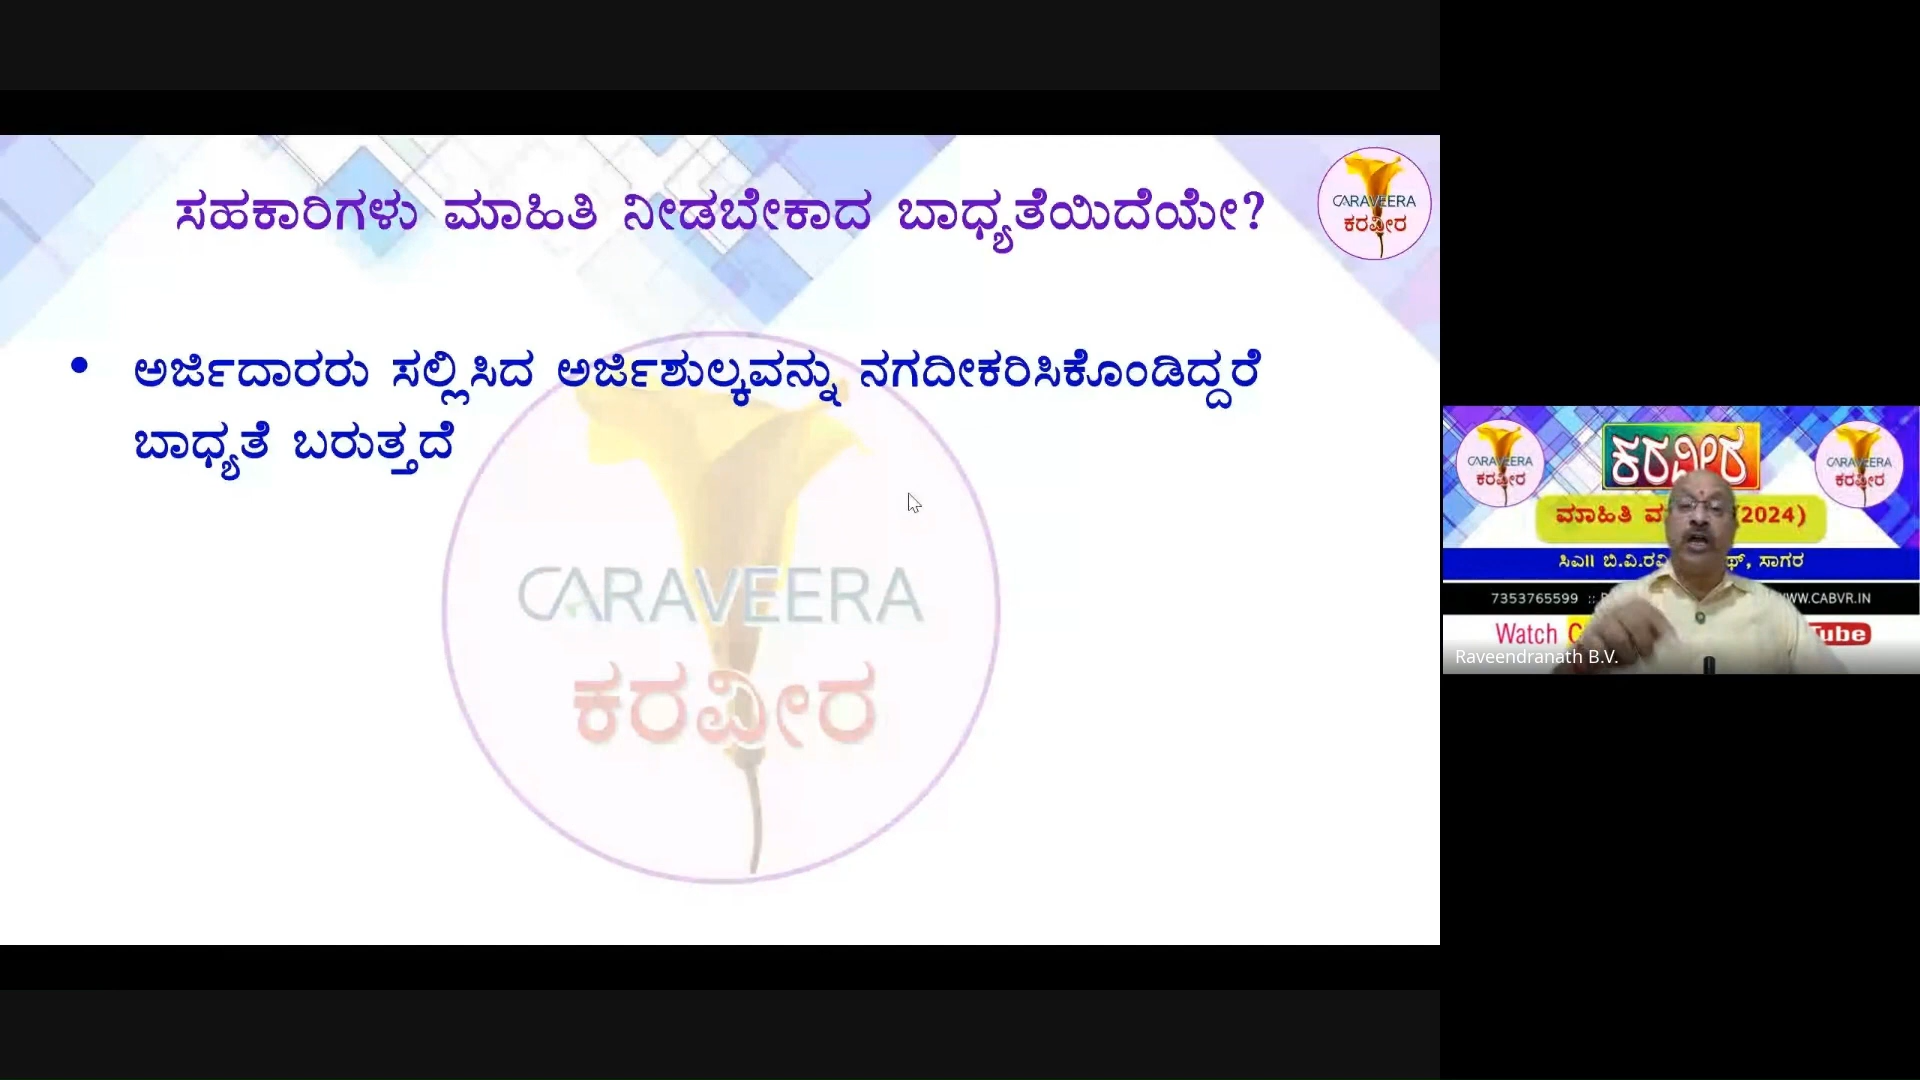 ಸಹಕಾರಿಗಳು ಮಾಹಿತಿ ನೀಡಬೇಕಾದ ಬಾಧ್ಯತೆಯಿದೆಯೇ?
CARAVEERA
ಕರವೀರ
• ಅರ್ಜಿದಾರರು ಸಲ್ಲಿಸಿದ ಅರ್ಜಿಶುಲ್ಕವನ್ನು ನಗದೀಕರಿಸಿಕೊಂಡಿದ್ದರೆ
ಬಾಧ್ಯತೆ ಬರುತ್ತದೆ
CARAVEERA
ಕರವೀರ
ಕರವೀರ
CARAVEERA
ಕರವೀರ
CARAVEERA
ಕರವೀರ
ಮಾಹಿತಿ (2024)
ಸಿಎ|| ಬಿ.ವಿ. ಸಾಗರ
7353765599 :: WWW.CABVR.IN
Watch Tube
Raveendranath B.V.